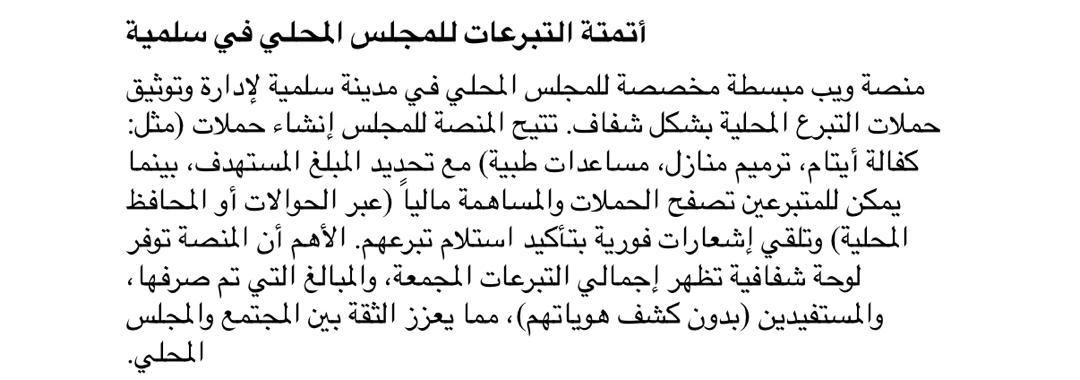 أتمتة التبرعات للمجلس المحلي في سلمية
منصة ويب مبسطة مخصصة للمجلس المحلي في مدينة سلمية لإدارة وتوثيق
حملات التبرع المحلية بشكل شفاف. تتيح المنصة للمجلس إنشاء حملات (مثل:
كفالة أيتام، ترميم منازل، مساعدات طبية) مع تحديد المبلغ المستهدف، بينما
يمكن للمتبرعين تصفح الحملات والمساهمة مالياً (عبر الحوالات أو المحافظ
المحلية) وتلقي إشعارات فورية بتأكيد استلام تبرعهم. الأهم أن المنصة توفر
لوحة شفافية تظهر إجمالي التبرعات المجمعة، والمبالغ التي تم صرفها،
والمستفيدين (بدون كشف هوياتهم)، مما يعزز الثقة بين المجتمع والمجلس
المحلي.